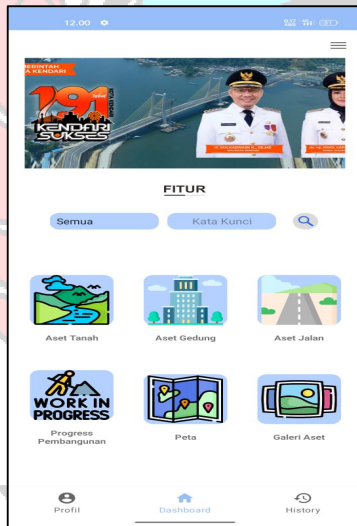 12.00
MERINTAH
A KENDARI
191
KENDARI
SUKSES
FITUR
Semua
Kata Kunci
Aset Tanah
Aset Gedung
Aset Jalan
WORK IN
PROGRESS
Progress
Pembangunan
Peta
Galeri Aset
Profil
Dashboard
History